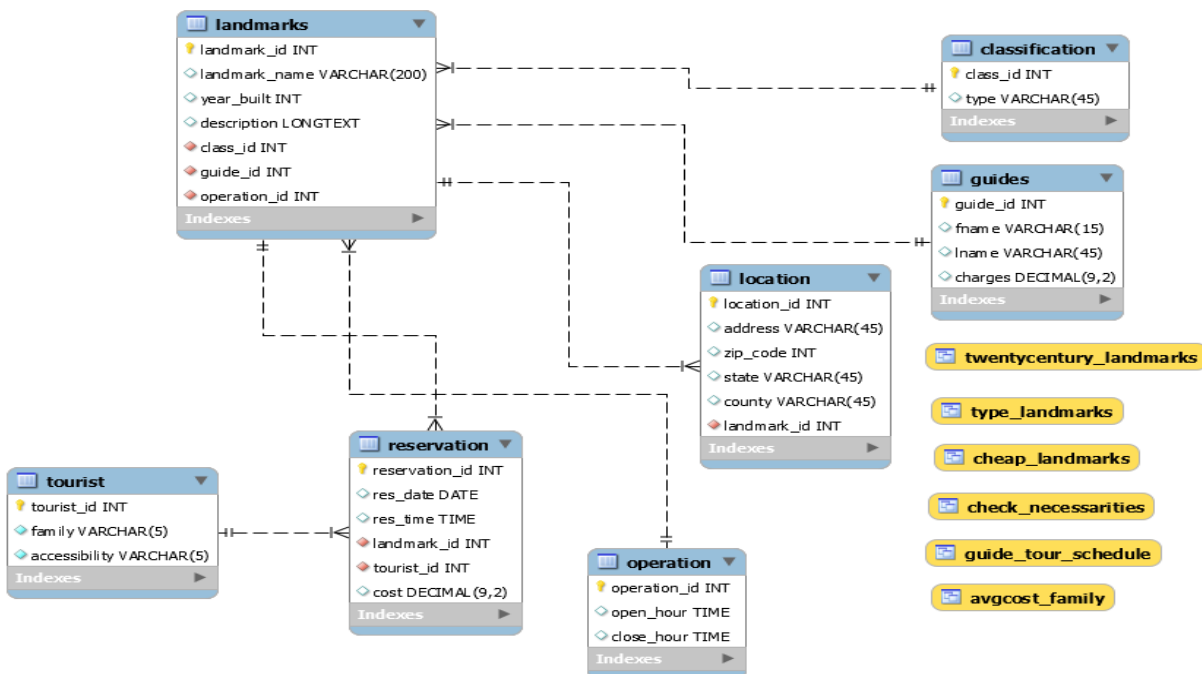 landmarks
landmark_id INT
landmark_name VARCHAR(200)
year_built INT
description LONGTEXT
class_id INT
guide_id INT
operation_id INT
Indexes
classification
class_id INT
type VARCHAR(45)
Indexes
guides
guide_id INT
fname VARCHAR(15)
lname VARCHAR(45)
charges DECIMAL(9,2)
Indexes
location
location_id INT
address VARCHAR(45)
zip_code INT
state VARCHAR(45)
county VARCHAR(45)
landmark_id INT
Indexes
twentycentury_landmarks
type_landmarks
cheap_landmarks
check_necessarities
guide_tour_schedule
avgcost_family
tourist
tourist_id INT
family VARCHAR(5)
accessibility VARCHAR(5)
Indexes
reservation
reservation_id INT
res_date DATE
res_time TIME
landmark_id INT
tourist_id INT
cost DECIMAL(9,2)
Indexes
operation
operation_id INT
open_hour TIME
close_hour TIME
Indexes